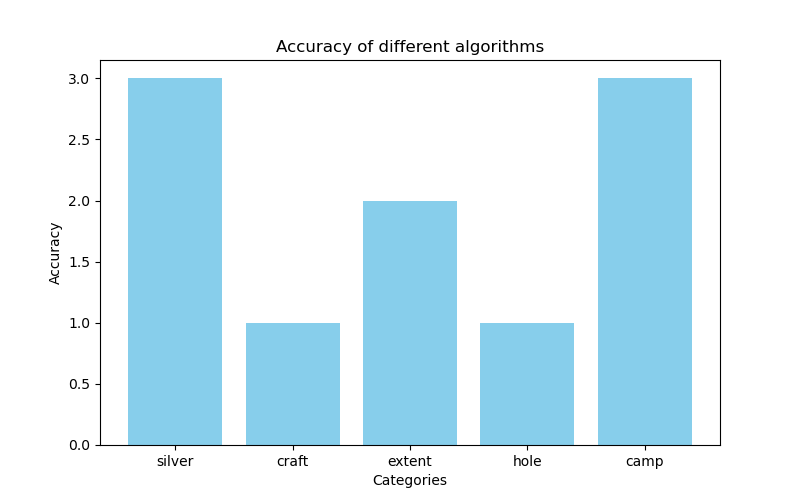 Accuracy of different algorithms
Accuracy
3.0
2.5
2.0
1.5
1.0
0.5
0.0
silver craft extent hole camp
Categories